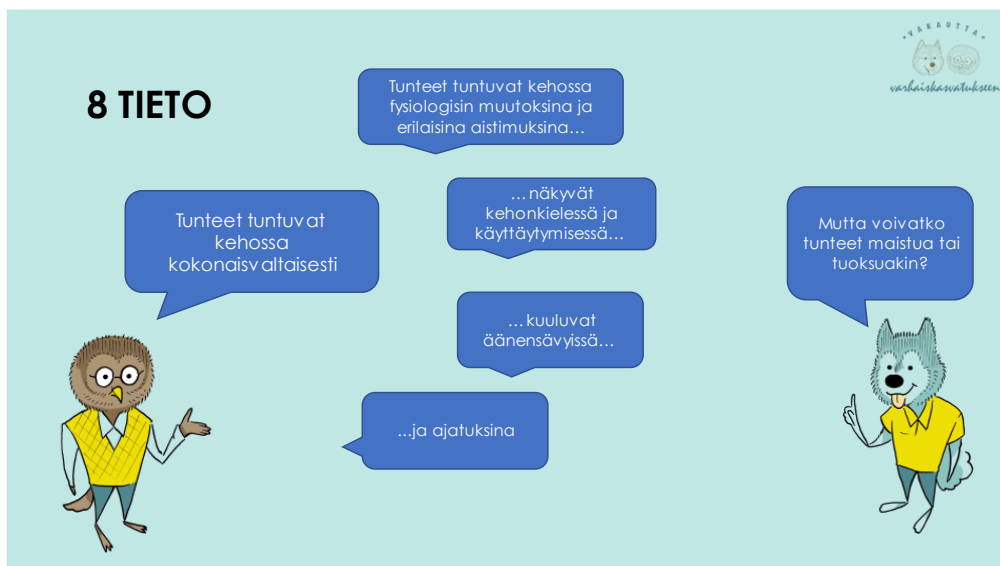 VAKAUTTA
varhaiskasvatukseen
8 TIETO
Tunteet tuntuvat kehossa
fysiologisin muutoksina ja
erilaisina aistimuksina…
…näkyvät
kehonkielessä ja
käyttäytymisessä…
Tunteet tuntuvat
kehossa
kokonaisvaltaisesti
Mutta voivatko
tunteet maistua tai
tuoksuakin?
…kuuluvat
äänensävyissä…
...ja ajatuksina